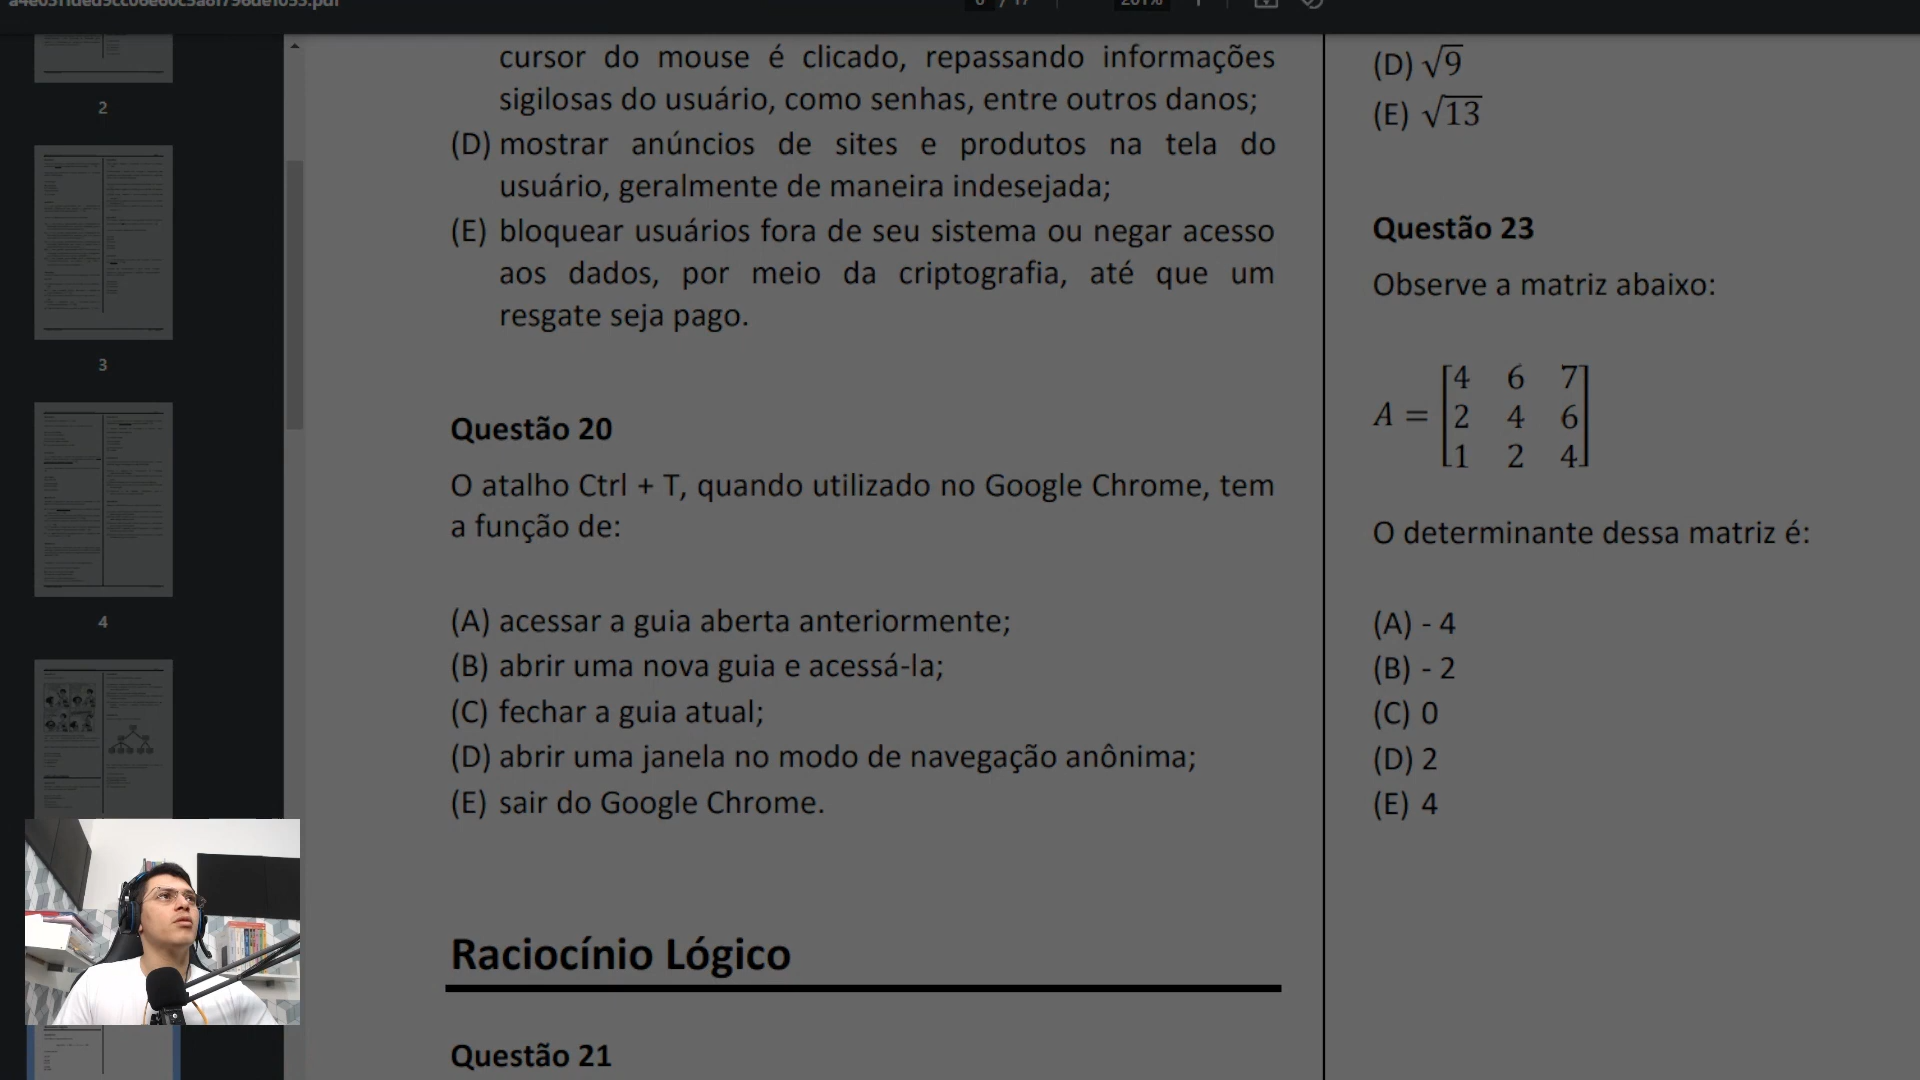 a4e031fded9cc06e60c5a8f796de1053.pdf
6 / 17
201%
2
3
4
cursor do mouse é clicado, repassando informações
sigilosas do usuário, como senhas, entre outros danos;
(D) mostrar anúncios de sites e produtos na tela do
usuário, geralmente de maneira indesejada;
(E) bloquear usuários fora de seu sistema ou negar acesso
aos dados, por meio da criptografia, até que um
resgate seja pago.
Questão 20
O atalho Ctrl + T, quando utilizado no Google Chrome, tem
a função de:
(A) acessar a guia aberta anteriormente;
(B) abrir uma nova guia e acessá-la;
(C) fechar a guia atual;
(D) abrir uma janela no modo de navegação anônima;
(E) sair do Google Chrome.
Raciocínio Lógico
Questão 21
(D) √9
(E) √13
Questão 23
Observe a matriz abaixo:
4 6 7
A = 2 4 6
1 2 4
O determinante dessa matriz é:
(A) - 4
(B) - 2
(C) 0
(D) 2
(E) 4